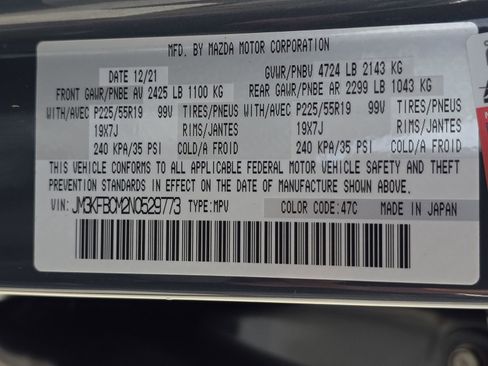 MFD. BY MAZDA MOTOR CORPORATION
DATE 12/21 GVWR/PNBV 4724 LB 2143 KG
FRONT GAWR/PNBE AV 2425 LB 1100 KG REAR GAWR/PNBE AR 2299 LB 1043 KG
WITH/AVEC P225/55R19 99V TIRES/PNEUS WITH/AVEC P225/55R19 99V TIRES/PNEUS
19X7J RIMS/JANTES 19X7J RIMS/JANTES
240 KPA/35 PSI COLD/A FROID 240 KPA/35 PSI COLD/A FROID
THIS VEHICLE CONFORMS TO ALL APPLICABLE FEDERAL MOTOR VEHICLE SAFETY AND THEFT
PREVENTION STANDARDS IN EFFECT ON THE DATE OF MANUFACTURE SHOWN ABOVE.
VIN: JM3KFBCM2N0529773 TYPE:MPV COLOR CODE:47C MADE IN JAPAN